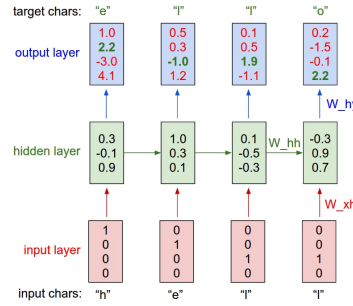 target chars: “e” “l” “l” “o”
output layer
1.0 0.5 0.1 0.2
2.2 0.3 0.5 -1.5
-3.0 -1.0 1.9 -0.1
4.1 1.2 -1.1 2.2
W_hy
hidden layer
0.3 1.0 0.1 -0.3
-0.1 0.3 -0.5 0.9
0.9 0.1 -0.3 0.7
W_hh
W_xh
input layer
1 0 0 0
0 1 0 0
0 0 1 1
0 0 0 0
input chars: “h” “e” “l” “l”